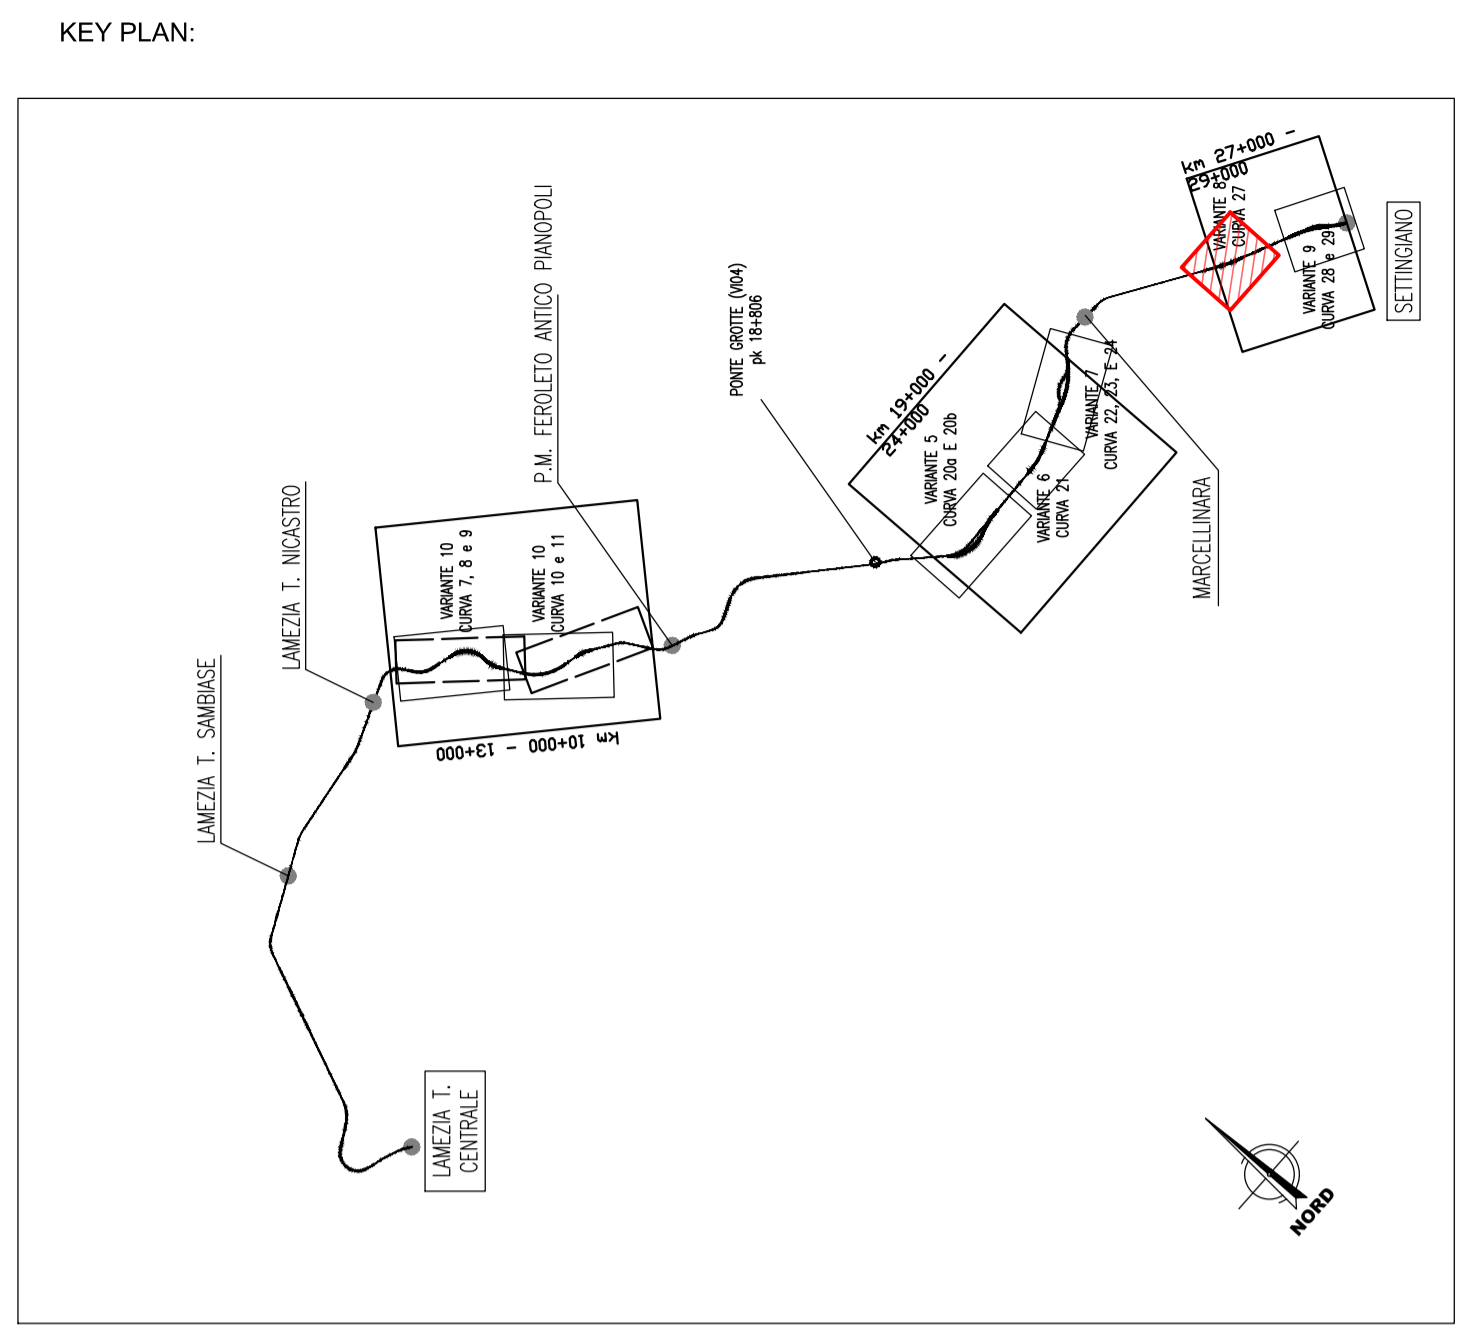 KEY PLAN:
km 27+000 -
29+000
VARIANTE 8
CURVA 27
VARIANTE 9
CURVA 28 e 29
SETTINGIANO
P.M. FEROLETO ANTICO PIANOPOLI
PONTE GROTTE (VI04)
pk 18+806
km 19+000 -
24+000
VARIANTE 5
CURVA 20a E 20b
VARIANTE 6
CURVA 21
VARIANTE 7
CURVA 22, 23, E 24
MARCELLINARA
LAMEZIA T. NICASTRO
VARIANTE 10
CURVA 7, 8 e 9
VARIANTE 10
CURVA 10 e 11
km 10+000 - 13+000
LAMEZIA T. SAMBIASE
LAMEZIA T.
CENTRALE
NORD